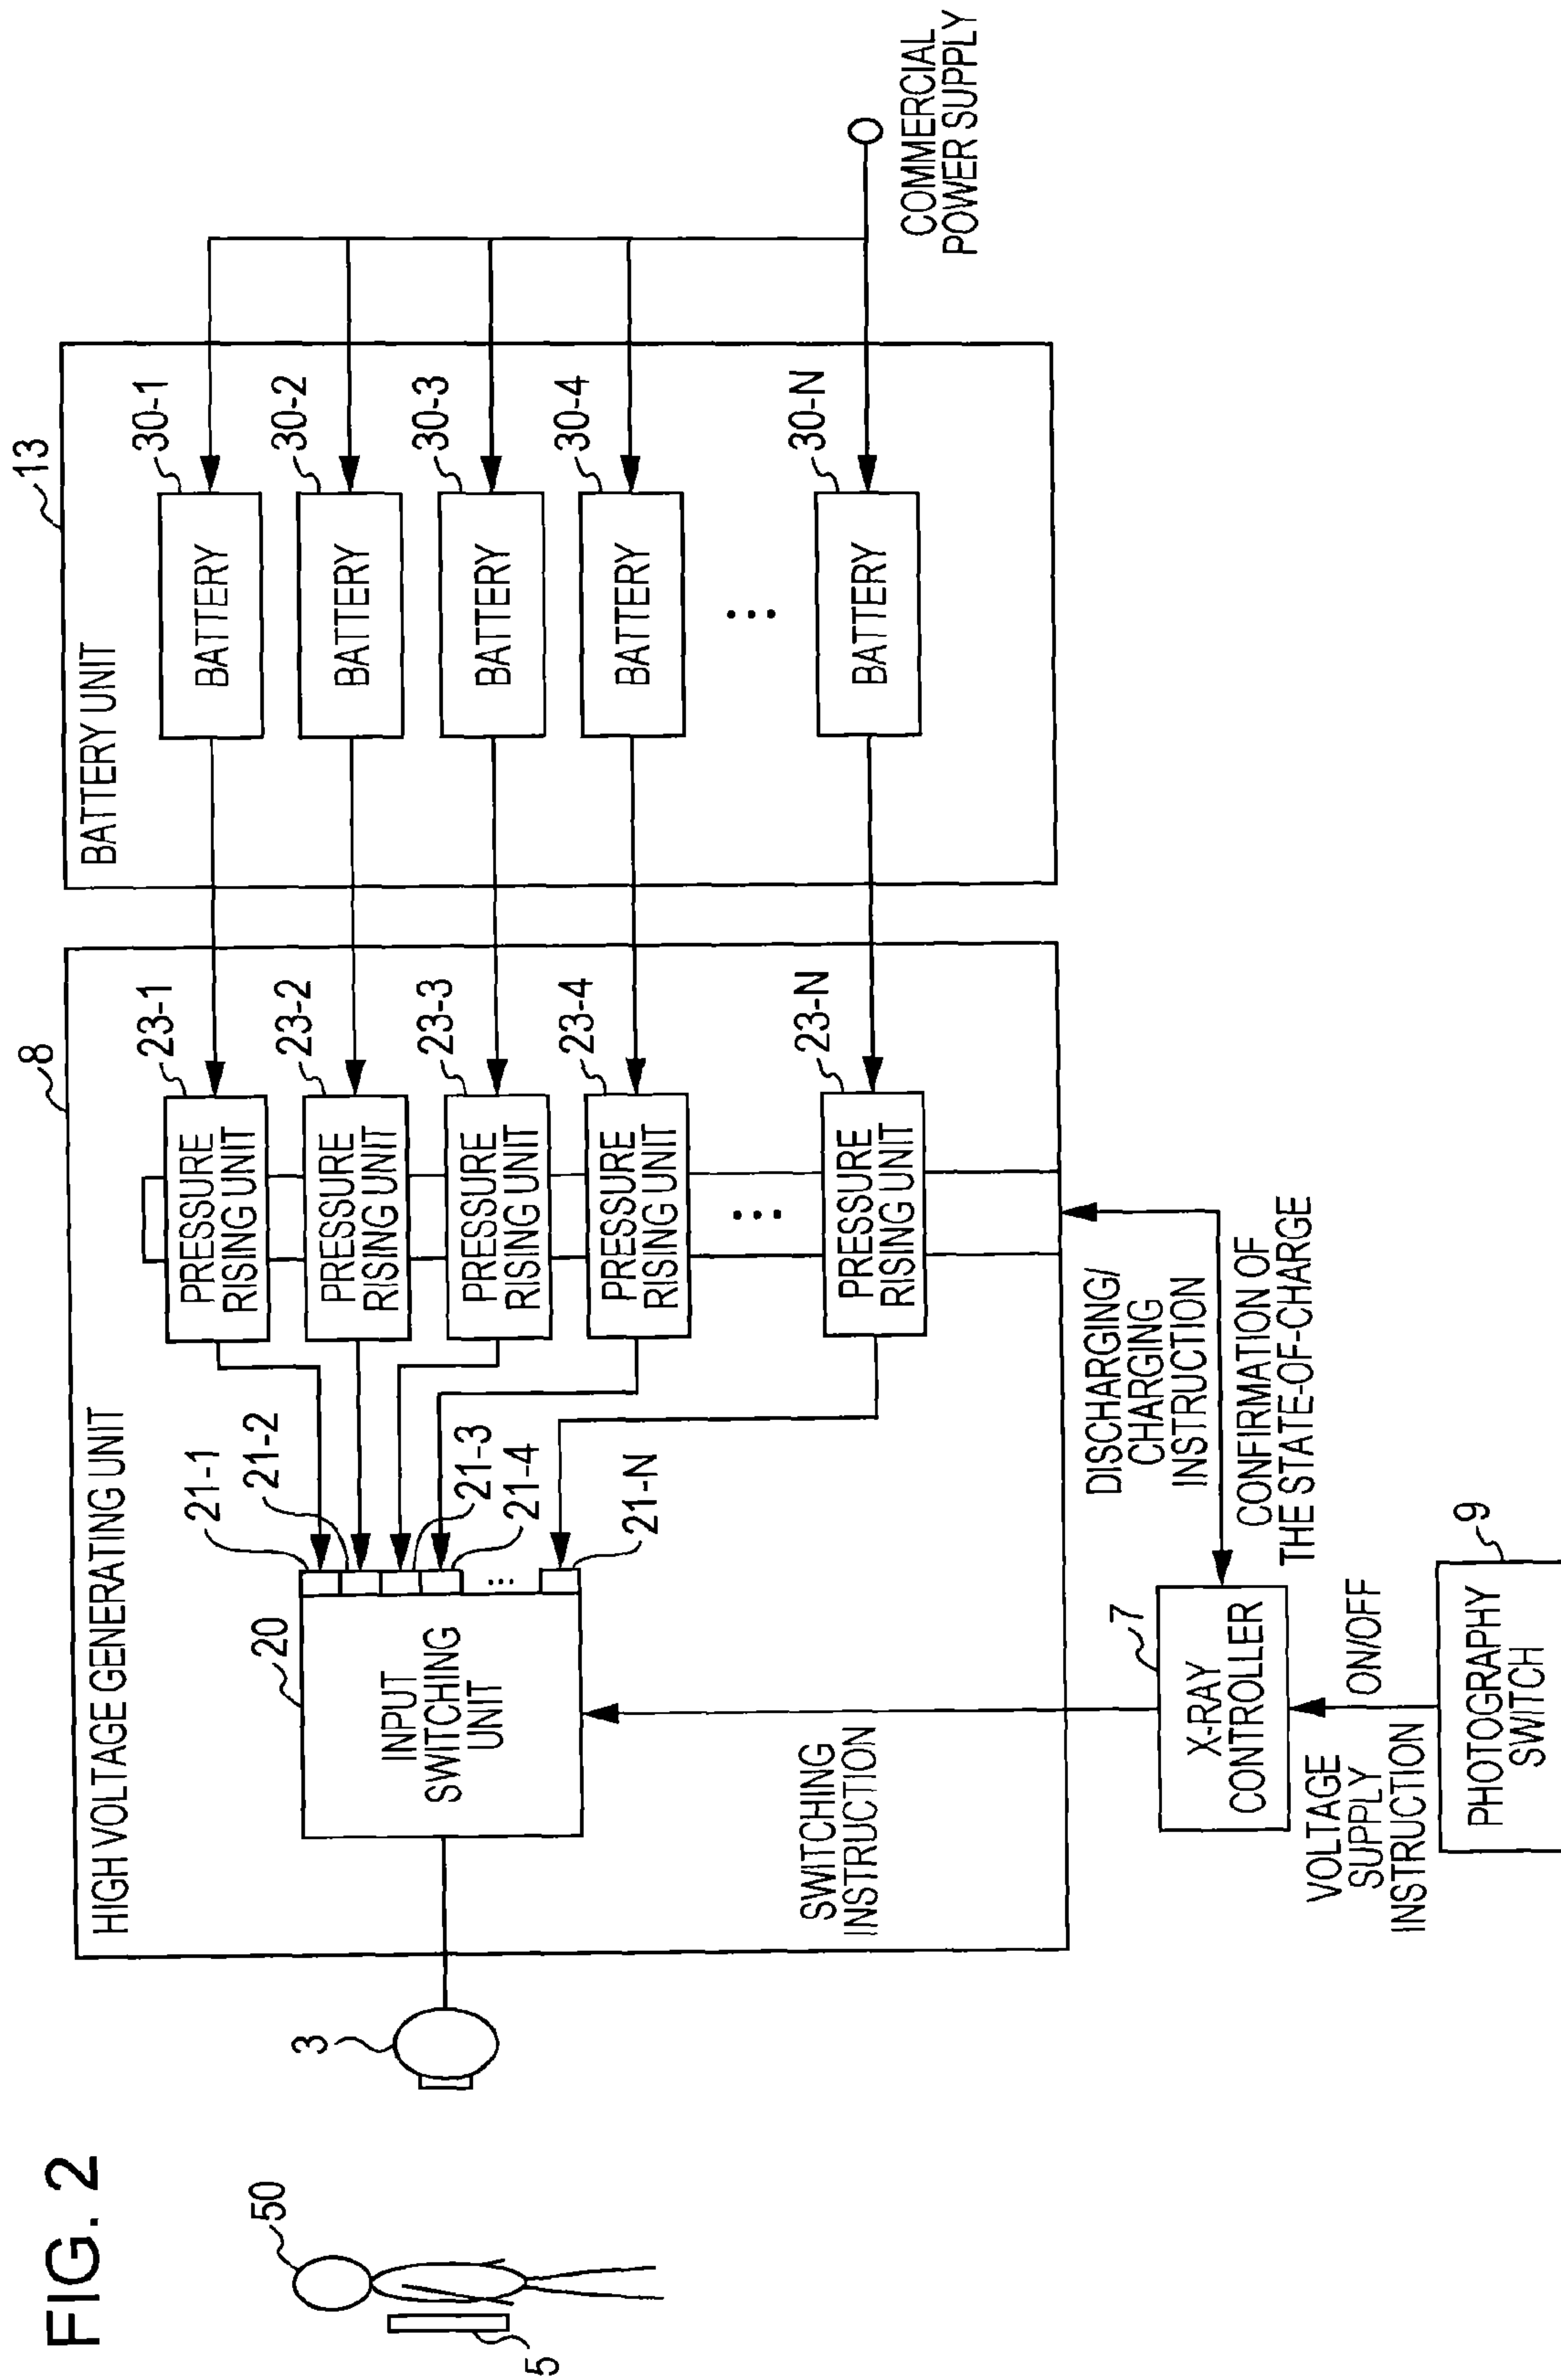 FIG. 2
50
5
3
8
HIGH VOLTAGE GENERATING UNIT
20
INPUT
SWITCHING
UNIT
21-1
21-2
21-3
21-4
21-N
23-1
PRESSURE
RISING UNIT
23-2
PRESSURE
RISING UNIT
23-3
PRESSURE
RISING UNIT
23-4
PRESSURE
RISING UNIT
23-N
PRESSURE
RISING UNIT
SWITCHING
INSTRUCTION
13
BATTERY UNIT
30-1
BATTERY
30-2
BATTERY
30-3
BATTERY
30-4
BATTERY
30-N
BATTERY
COMMERCIAL
POWER SUPPLY
DISCHARGING/
CHARGING
INSTRUCTION
CONFIRMATION OF
THE STATE-OF-CHARGE
7
X-RAY
CONTROLLER
VOLTAGE
SUPPLY
INSTRUCTION
ON/OFF
9
PHOTOGRAPHY
SWITCH